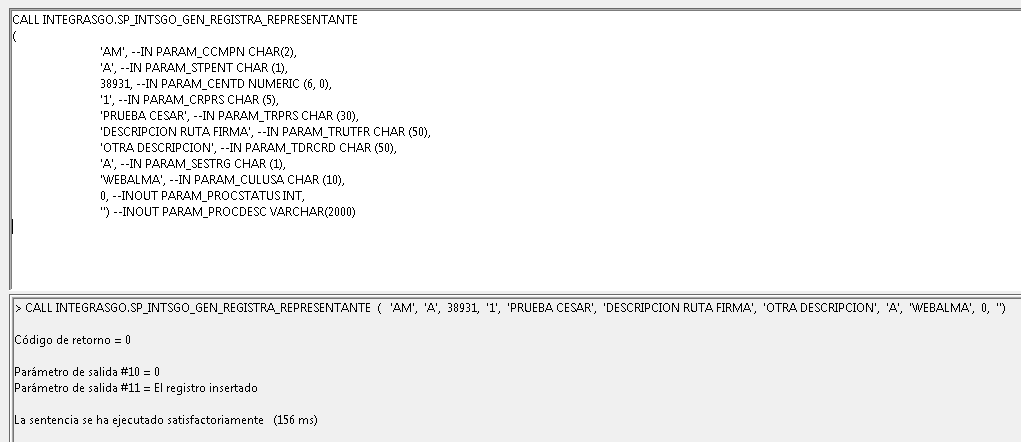 CALL INTEGRASGO.SP_INTSGO_GEN_REGISTRA_REPRESENTANTE
(
'AM', --IN PARAM_CCMPN CHAR(2),
'A', --IN PARAM_STPENT CHAR (1),
38931, --IN PARAM_CENTD NUMERIC (6, 0),
'1', --IN PARAM_CRPRS CHAR (5),
'PRUEBA CESAR', --IN PARAM_TRPRS CHAR (30),
'DESCRIPCION RUTA FIRMA', --IN PARAM_TRUTFR CHAR (50),
'OTRA DESCRIPCION', --IN PARAM_TDRCRD CHAR (50),
'A', --IN PARAM_SESTRG CHAR (1),
'WEBALMA', --IN PARAM_CULUSA CHAR (10),
0, --INOUT PARAM_PROCSTATUS INT,
'') --INOUT PARAM_PROCDESC VARCHAR(2000)
> CALL INTEGRASGO.SP_INTSGO_GEN_REGISTRA_REPRESENTANTE ( 'AM', 'A', 38931, '1', 'PRUEBA CESAR', 'DESCRIPCION RUTA FIRMA', 'OTRA DESCRIPCION', 'A', 'WEBALMA', 0, '')
Código de retorno = 0
Parámetro de salida #10 = 0
Parámetro de salida #11 = El registro insertado
La sentencia se ha ejecutado satisfactoriamente (156 ms)